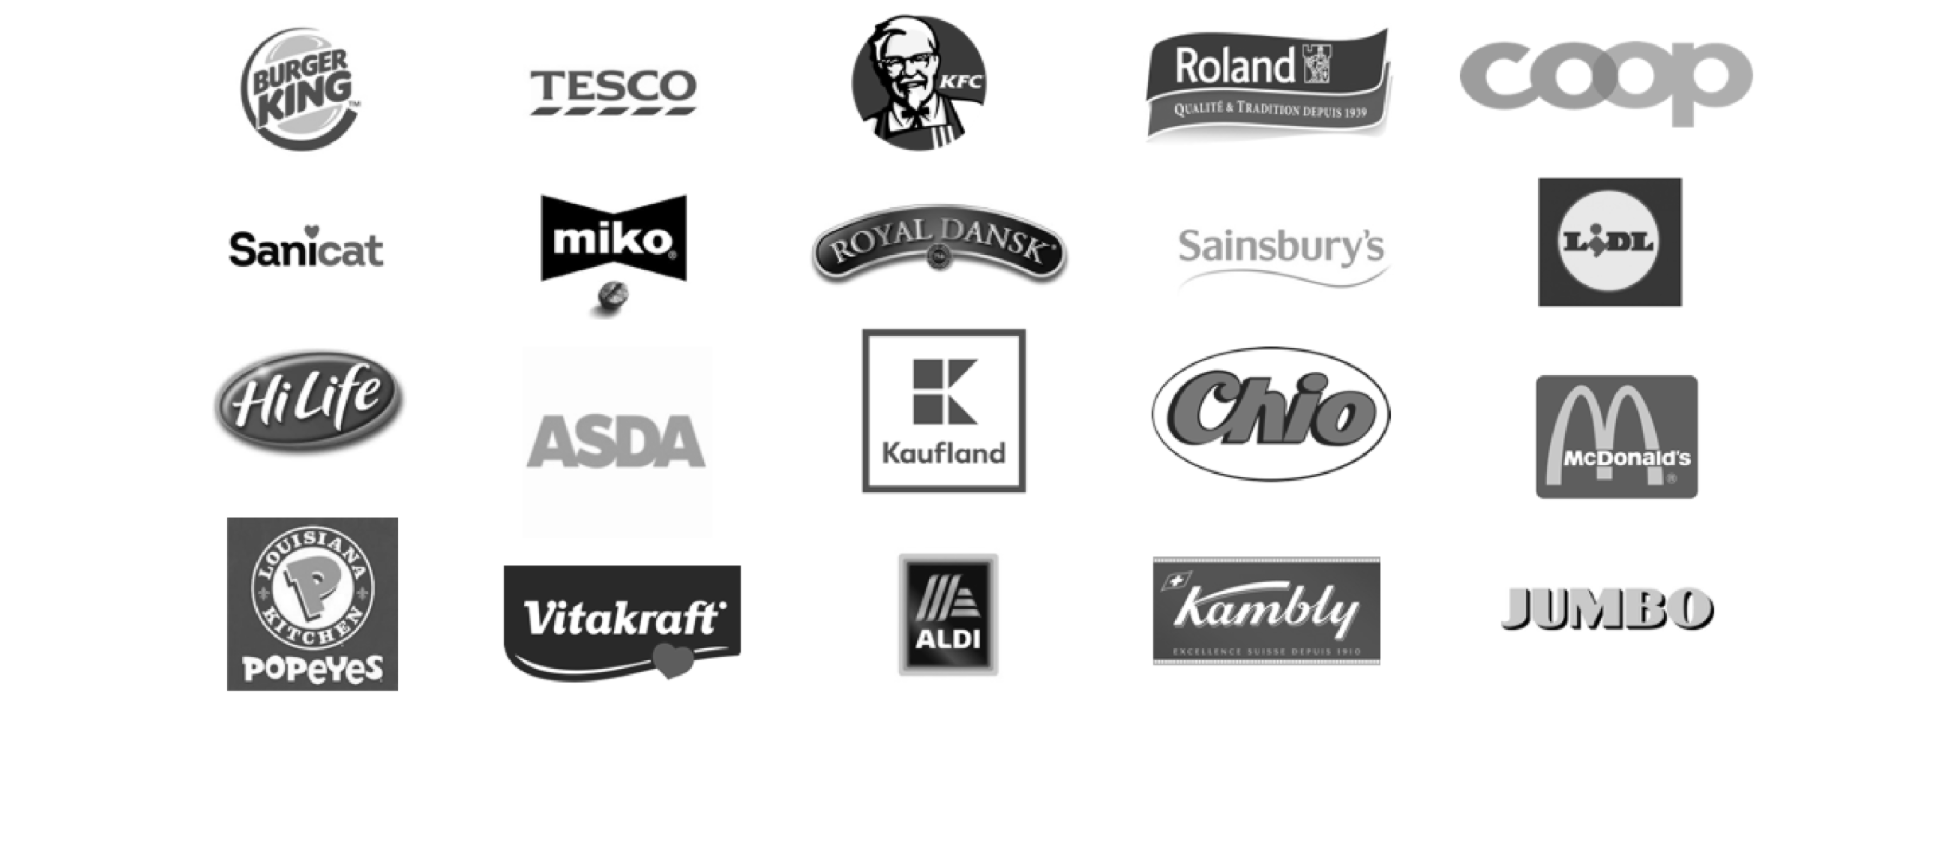 BURGER
KING™
TESCO
KFC
Roland
QUALITÉ & TRADITION DEPUIS 1939
coop
Sanicat
miko®
ROYAL DANSK
Sainsbury's
LiDL
HiLife
ASDA
Kaufland
Chio
McDonald's
®
LOUISIANA
P
KITCHEN
POPEYES
Vitakraft
ALDI
Kambly
EXCELLENCE SUISSE DEPUIS 1910
JUMBO